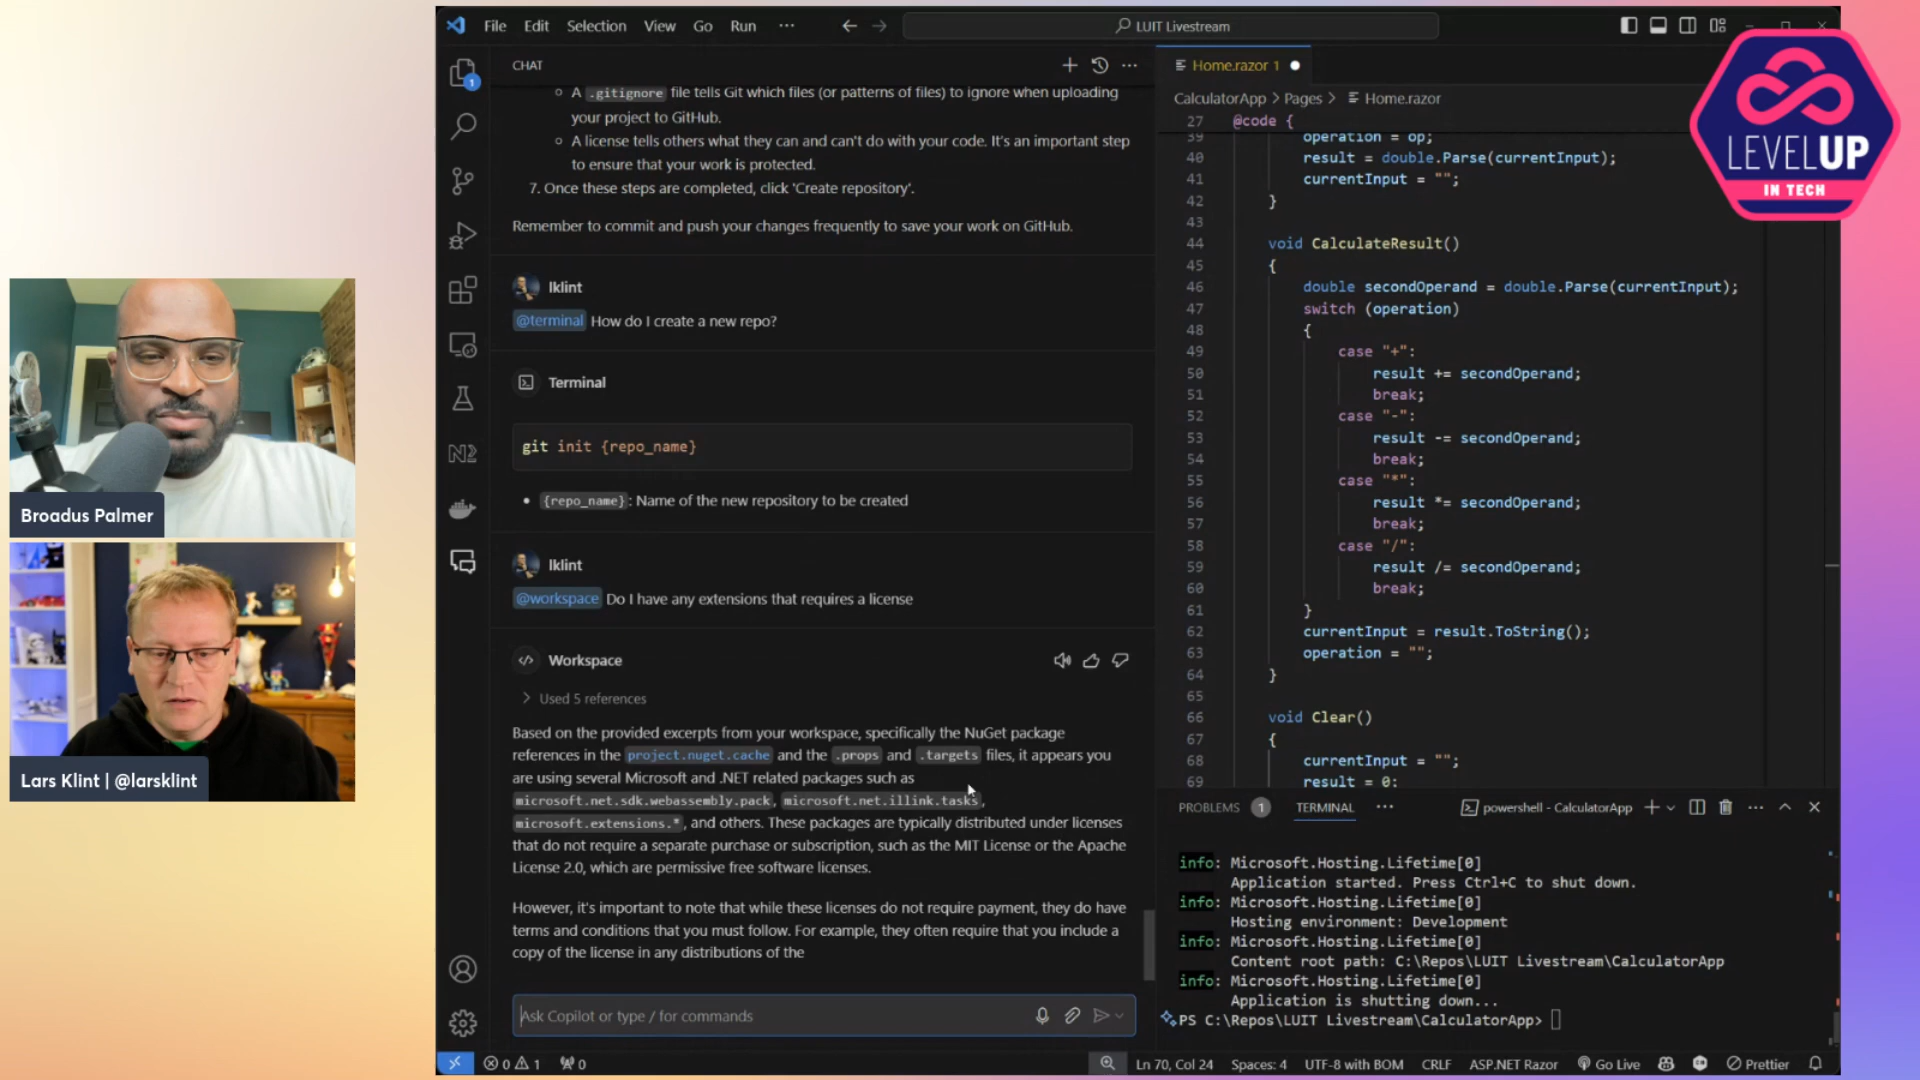 File Edit Selection View Go Run ··· LUIT Livestream
CHAT
A .gitignore file tells Git which files (or patterns of files) to ignore when uploading
your project to GitHub.
A license tells others what they can and can't do with your code. It's an important step
to ensure that your work is protected.
7. Once these steps are completed, click 'Create repository'.
Remember to commit and push your changes frequently to save your work on GitHub.
lklint
@terminal How do I create a new repo?
Terminal
git init {repo_name}
{repo_name}: Name of the new repository to be created
lklint
@workspace Do I have any extensions that requires a license
Workspace
Used 5 references
Based on the provided excerpts from your workspace, specifically the NuGet package
references in the project.nuget.cache and the .props and .targets files, it appears you
are using several Microsoft and .NET related packages such as
microsoft.net.sdk.webassembly.pack, microsoft.net.illink.tasks,
microsoft.extensions.*, and others. These packages are typically distributed under licenses
that do not require a separate purchase or subscription, such as the MIT License or the Apache
License 2.0, which are permissive free software licenses.
However, it's important to note that while these licenses do not require payment, they do have
terms and conditions that you must follow. For example, they often require that you include a
copy of the license in any distributions of the
Ask Copilot or type / for commands
Home.razor 1
CalculatorApp > Pages > Home.razor
27 @code {
39 operation = op;
40 result = double.Parse(currentInput);
41 currentInput = "";
42 }
43
44 void CalculateResult()
45 {
46 double secondOperand = double.Parse(currentInput);
47 switch (operation)
48 {
49 case "+":
50 result += secondOperand;
51 break;
52 case "-":
53 result -= secondOperand;
54 break;
55 case "*":
56 result *= secondOperand;
57 break;
58 case "/":
59 result /= secondOperand;
60 break;
61 }
62 currentInput = result.ToString();
63 operation = "";
64 }
65
66 void Clear()
67 {
68 currentInput = "";
69 result = 0;
PROBLEMS 1 TERMINAL ··· powershell - CalculatorApp
info: Microsoft.Hosting.Lifetime[0]
Application started. Press Ctrl+C to shut down.
info: Microsoft.Hosting.Lifetime[0]
Hosting environment: Development
info: Microsoft.Hosting.Lifetime[0]
Content root path: C:\Repos\LUIT Livestream\CalculatorApp
info: Microsoft.Hosting.Lifetime[0]
Application is shutting down...
PS C:\Repos\LUIT Livestream\CalculatorApp>
0 1 0 Ln 70, Col 24 Spaces: 4 UTF-8 with BOM CRLF ASP.NET Razor Go Live Prettier
LEVELUP
IN TECH
Broadus Palmer
Lars Klint | @larsklint